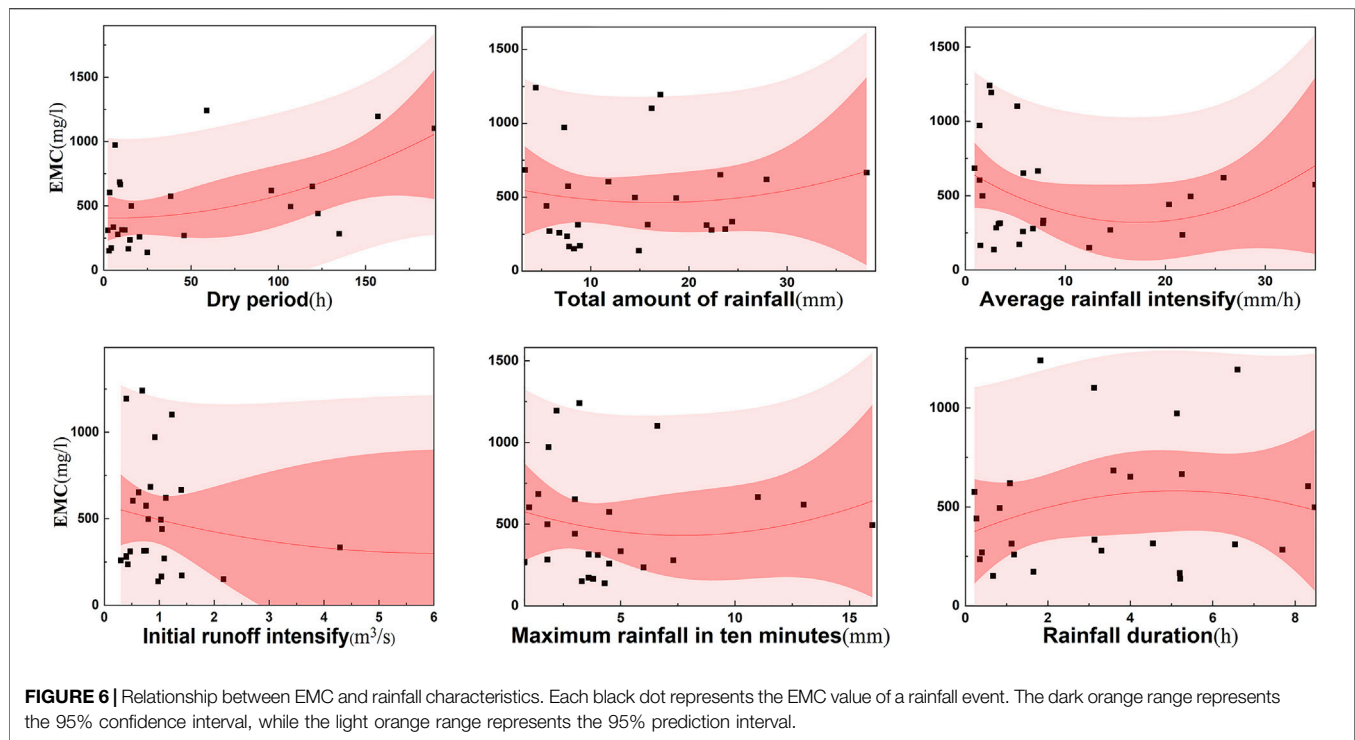 1500
1000
500
0
EMC(mg/l)
0 50 100 150
Dry period(h)
1500
1000
500
0
10 20 30
Total amount of rainfall(mm)
1500
1000
500
0
0 10 20 30
Average rainfall intensify(mm/h)
1000
500
0
EMC(mg/l)
0 1 2 3 4 5 6
Initial runoff intensify(m³/s)
1500
1000
500
0
5 10 15
Maximum rainfall in ten minutes(mm)
1000
500
0
0 2 4 6 8
Rainfall duration(h)
FIGURE 6 | Relationship between EMC and rainfall characteristics. Each black dot represents the EMC value of a rainfall event. The dark orange range represents
the 95% confidence interval, while the light orange range represents the 95% prediction interval.